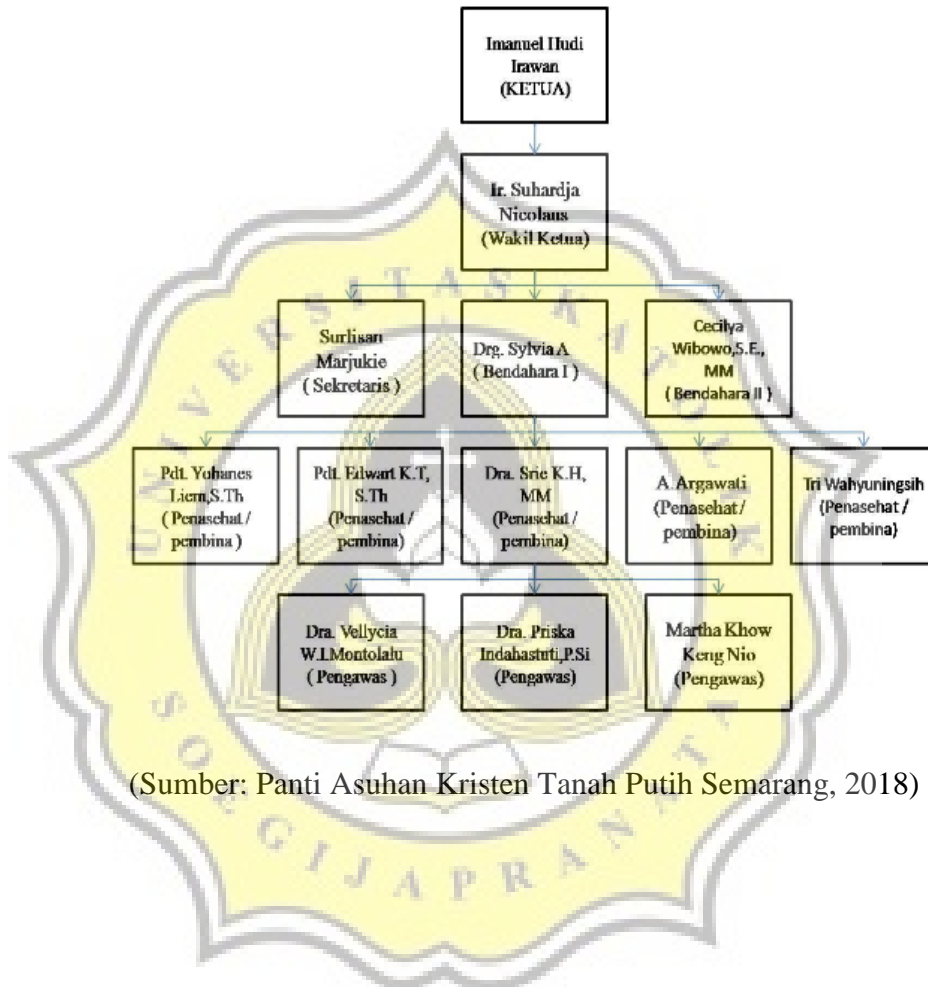 Imanuel Hudi
Irawan
(KETUA)
Ir. Suhardja
Nicolaus
(Wakil Ketua)
Surlisan
Marjukie
( Sekretaris )
Drg. Sylvia A
( Bendahara I )
Cecilya
Wibowo,S.E.,
MM
( Bendahara II )
Pdt. Yohanes
Liem,S.Th
( Penasehat /
pembina )
Pdt. Edwart K.T,
S.Th
(Penasehat /
pembina)
Dra. Srie K.H,
MM
(Penasehat /
pembina)
A. Argawati
(Penasehat /
pembina)
Tri Wahyuningsih
(Penasehat /
pembina)
Dra. Vellycia
W.I.Montolalu
( Pengawas )
Dra. Priska
Indahastuti,P.Si
(Pengawas)
Martha Khow
Keng Nio
(Pengawas)
(Sumber: Panti Asuhan Kristen Tanah Putih Semarang, 2018)
UNIVERSITAS KATOLIK
SOEGIJAPRANATA